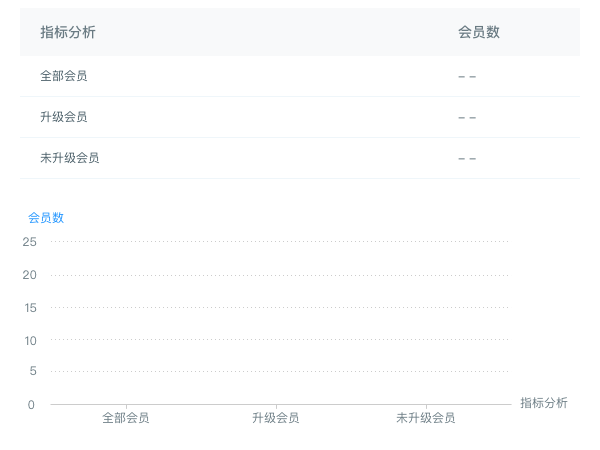 指标分析 会员数
全部会员 – –
升级会员 – –
未升级会员 – –
会员数
25
20
15
10
5
0
指标分析
全部会员 升级会员 未升级会员